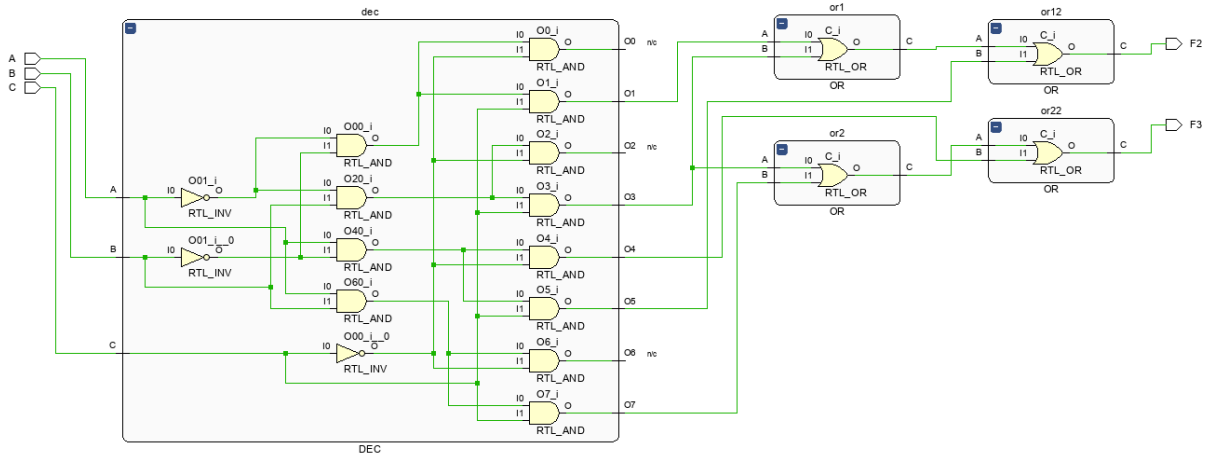 dec
or1
or12
O0_i
I0
O
I1
RTL_AND
O0
n/c
A
B
C_i
I0
O
I1
RTL_OR
C
OR
A
B
C_i
I0
O
I1
RTL_OR
C
OR
F2
A
B
C
O1_i
I0
O
I1
RTL_AND
O1
or22
A
B
C_i
I0
O
I1
RTL_OR
C
OR
F3
O00_i
I0
O
I1
RTL_AND
O2_i
I0
O
I1
RTL_AND
O2
n/c
or2
A
B
C_i
I0
O
I1
RTL_OR
C
OR
A
O01_i
I0
O
RTL_INV
O20_i
I0
O
I1
RTL_AND
O3_i
I0
O
I1
RTL_AND
O3
B
O01_i__0
I0
O
RTL_INV
O40_i
I0
O
I1
RTL_AND
O4_i
I0
O
I1
RTL_AND
O4
O60_i
I0
O
I1
RTL_AND
O5_i
I0
O
I1
RTL_AND
O5
C
O00_i__0
I0
O
RTL_INV
O6_i
I0
O
I1
RTL_AND
O6
n/c
O7_i
I0
O
I1
RTL_AND
O7
DEC